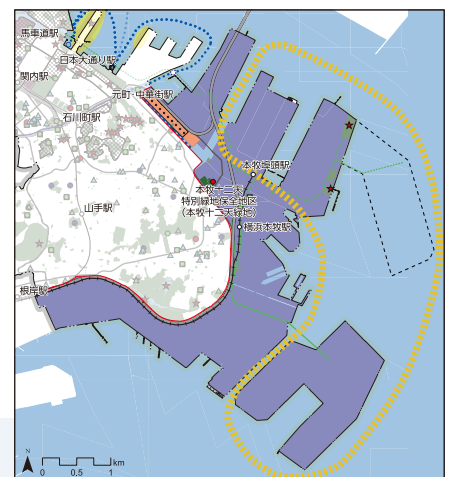 馬車道駅
日本大通り駅
関内駅
元町・中華街駅
石川町駅
本牧埠頭駅
本牧十二天
特別緑地保全地区
（本牧十二天緑地）
山手駅
横浜本牧駅
根岸駅
N
km
0 0.5 1